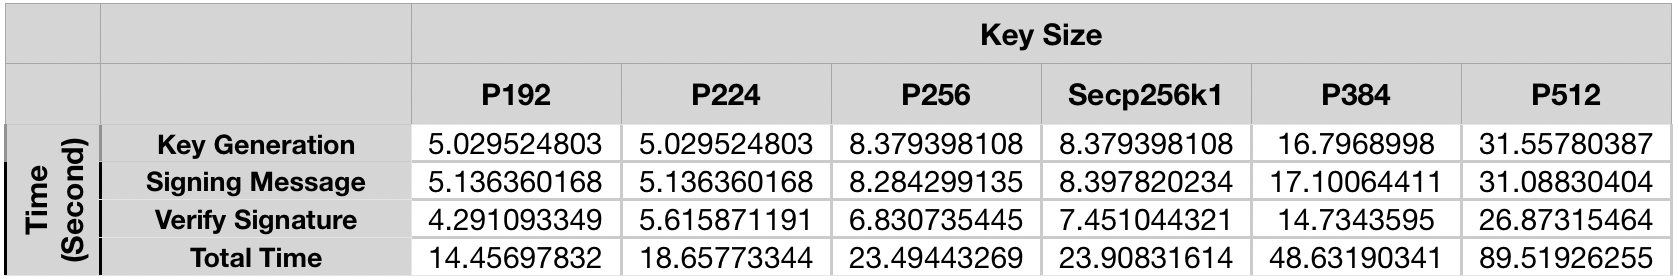 Key Size
P192 P224 P256 Secp256k1 P384 P512
Time
(Second)
Key Generation 5.029524803 5.029524803 8.379398108 8.379398108 16.7968998 31.55780387
Signing Message 5.136360168 5.136360168 8.284299135 8.397820234 17.10064411 31.08830404
Verify Signature 4.291093349 5.615871191 6.830735445 7.451044321 14.7343595 26.87315464
Total Time 14.45697832 18.65773344 23.49443269 23.90831614 48.63190341 89.51926255